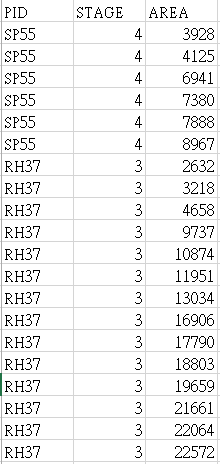 PID STAGE AREA
SP55 4 3928
SP55 4 4125
SP55 4 6941
SP55 4 7380
SP55 4 7888
SP55 4 8967
RH37 3 2632
RH37 3 3218
RH37 3 4658
RH37 3 9737
RH37 3 10874
RH37 3 11951
RH37 3 13034
RH37 3 16906
RH37 3 17790
RH37 3 18803
RH37 3 19659
RH37 3 21661
RH37 3 22064
RH37 3 22572